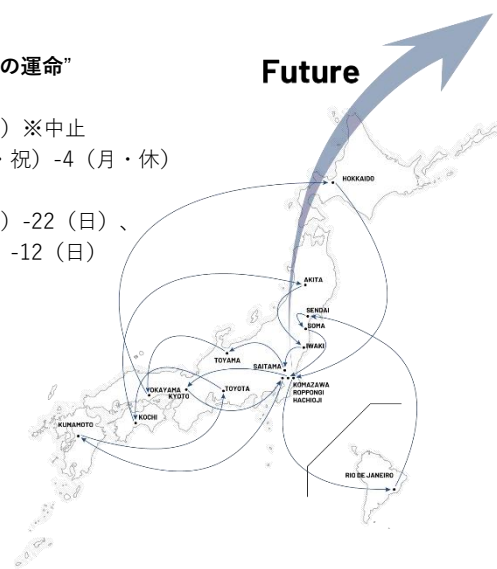 の運命”
Future
）※中止
・祝）-4（月・休）
）-22（日）、
-12（日）
HOKKAIDO
AKITA
SENDAI
SOMA
IWAKI
TOYAMA
SAITAMA
KOMAZAWA
ROPPONGI
HACHIOJI
WAKAYAMA
KYOTO
TOYOTA
KOCHI
KUMAMOTO
RIO DE JANEIRO